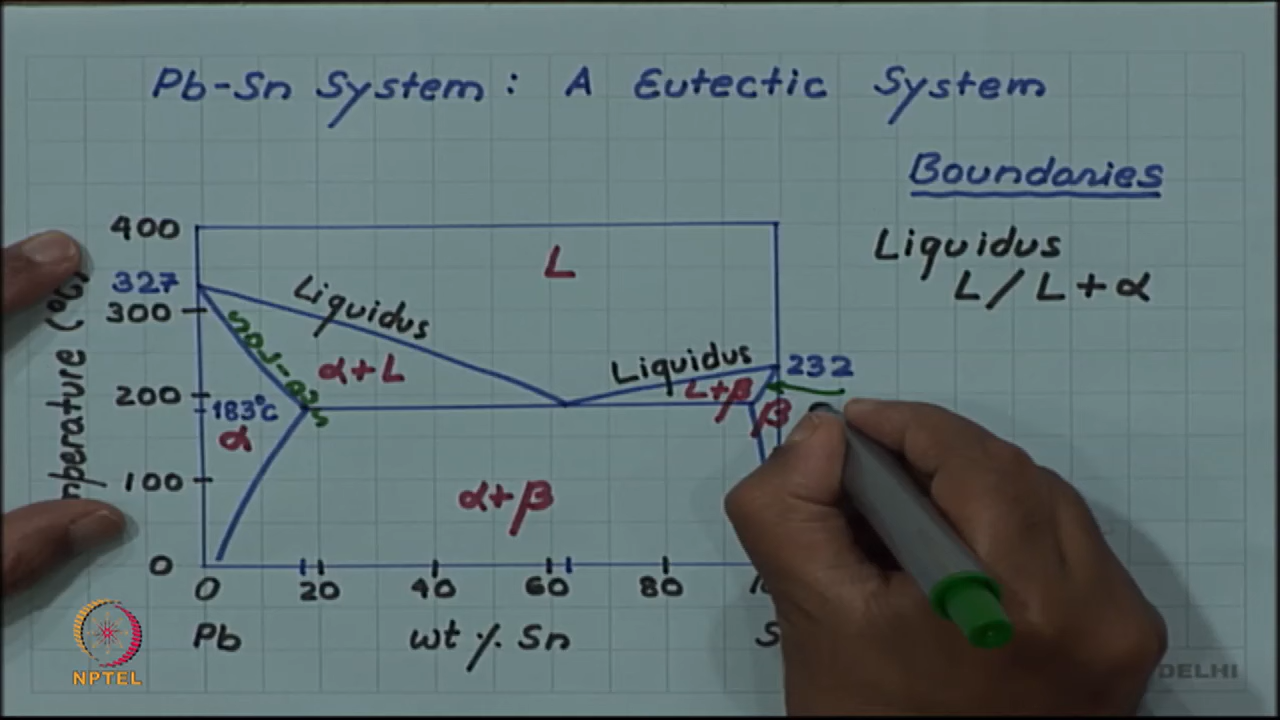 Pb-Sn System: A Eutectic System
Boundaries
Liquidus
L/L+α
400
327
300
200
183°C
100
0
L
Liquidus
α+L
Liquidus
232
L+β
β
α
α+β
0 20 40 60 80
Pb wt % Sn
NPTEL
DELHI